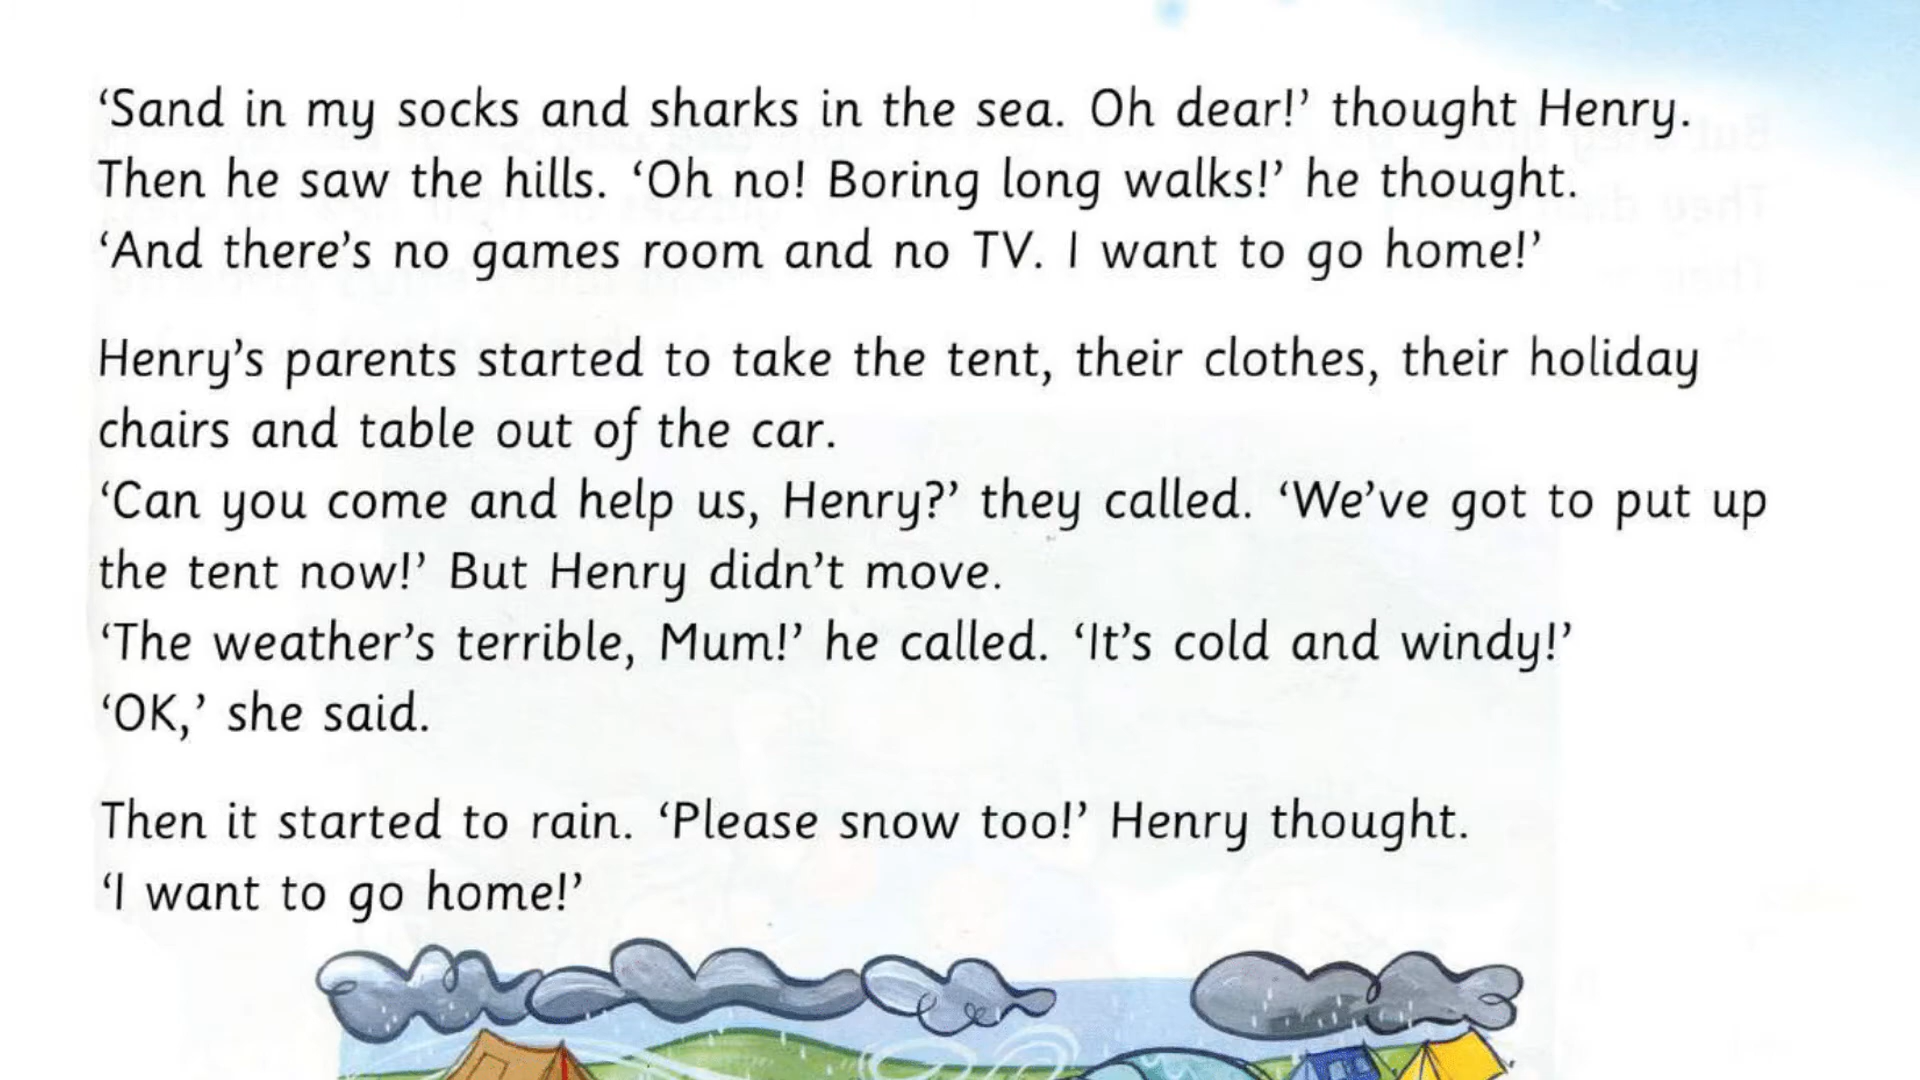 ‘Sand in my socks and sharks in the sea. Oh dear!’ thought Henry.
Then he saw the hills. ‘Oh no! Boring long walks!’ he thought.
‘And there’s no games room and no TV. I want to go home!’
Henry’s parents started to take the tent, their clothes, their holiday
chairs and table out of the car.
‘Can you come and help us, Henry?’ they called. ‘We’ve got to put up
the tent now!’ But Henry didn’t move.
‘The weather’s terrible, Mum!’ he called. ‘It’s cold and windy!’
‘OK,’ she said.
Then it started to rain. ‘Please snow too!’ Henry thought.
‘I want to go home!’